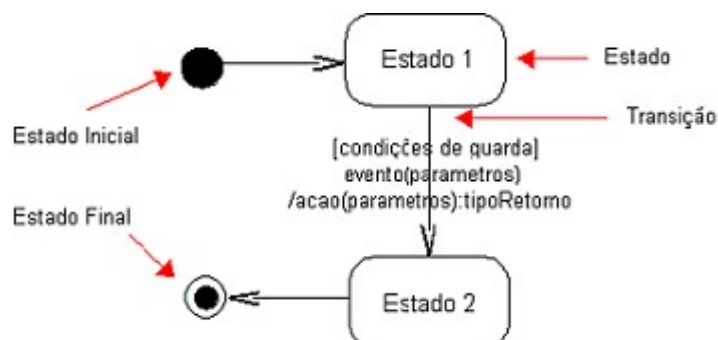 Estado 1
Estado
Estado Inicial
Transição
[condições de guarda]
evento(parametros)
/acao(parametros):tipoRetorno
Estado Final
Estado 2